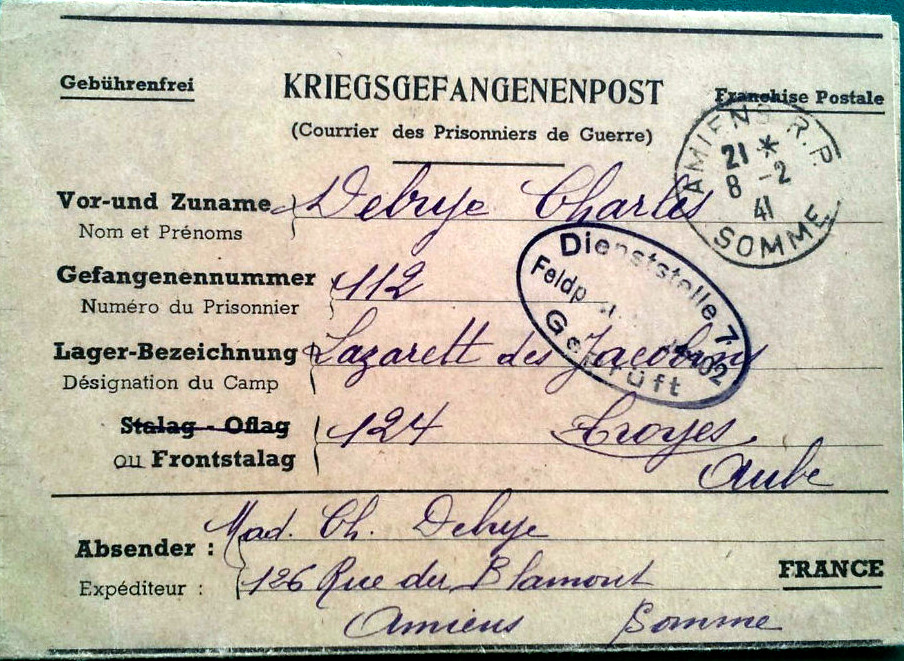 Gebührenfrei KRIEGSGEFANGENENPOST Franchise Postale
(Courrier des Prisonniers de Guerre)
AMIENS R.P.
21 *
8 -2
41
SOMME
Vor-und Zuname Debrye Charles
Nom et Prénoms
Dienststelle
Geprüft
Gefangenennummer 112
Numéro du Prisonnier
Lager-Bezeichnung Lazarett des Jacobins
Désignation du Camp
Stalag - Oflag 124 Troyes
ou Frontstalag Aube
Absender : Mad. Ch. Debrye
Expéditeur : 126 Rue du Blamont FRANCE
Amiens Somme